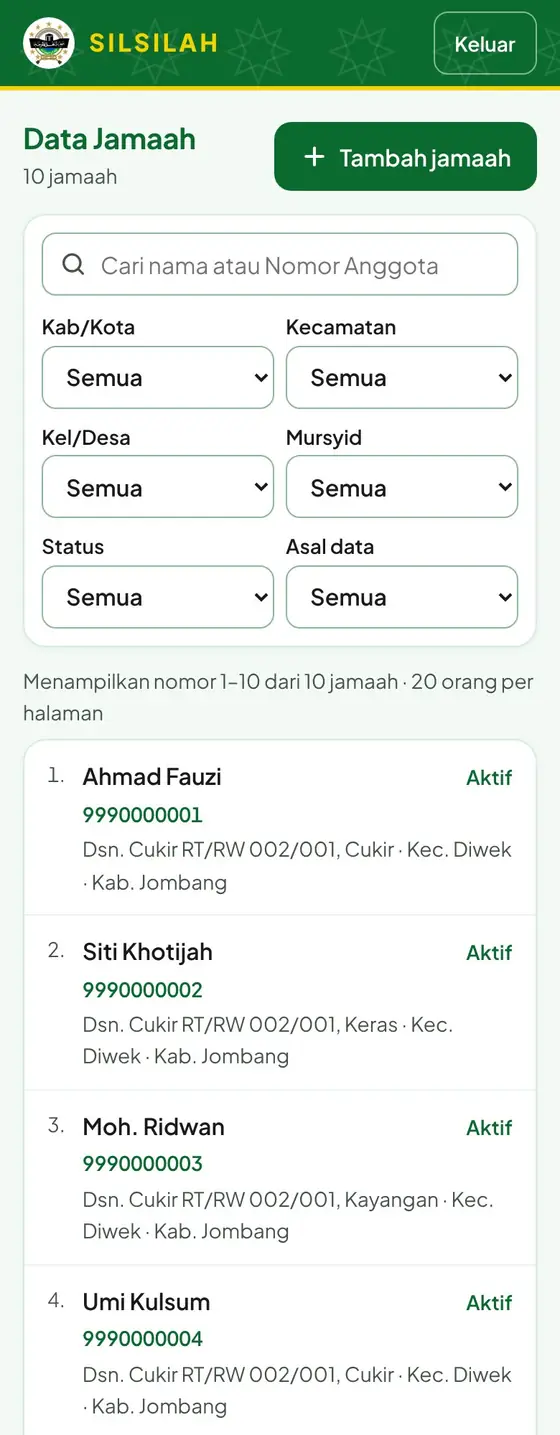 SILSILAH
Keluar
Data Jamaah
10 jamaah
+ Tambah jamaah
Cari nama atau Nomor Anggota
Kab/Kota
Kecamatan
Semua
Semua
Kel/Desa
Mursyid
Semua
Semua
Status
Asal data
Semua
Semua
Menampilkan nomor 1–10 dari 10 jamaah · 20 orang per
halaman
1. Ahmad Fauzi
Aktif
9990000001
Dsn. Cukir RT/RW 002/001, Cukir · Kec. Diwek
· Kab. Jombang
2. Siti Khotijah
Aktif
9990000002
Dsn. Cukir RT/RW 002/001, Keras · Kec.
Diwek · Kab. Jombang
3. Moh. Ridwan
Aktif
9990000003
Dsn. Cukir RT/RW 002/001, Kayangan · Kec.
Diwek · Kab. Jombang
4. Umi Kulsum
Aktif
9990000004
Dsn. Cukir RT/RW 002/001, Cukir · Kec. Diwek
· Kab. Jombang